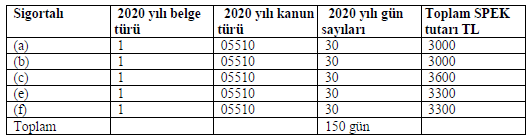 Sigortalı 2020 yılı belge türü 2020 yılı kanun türü 2020 yılı gün sayıları Toplam SPEK tutarı TL
(a) 1 05510 30 3000
(b) 1 05510 30 3000
(c) 1 05510 30 3600
(e) 1 05510 30 3300
(f) 1 05510 30 3300
Toplam 150 gün